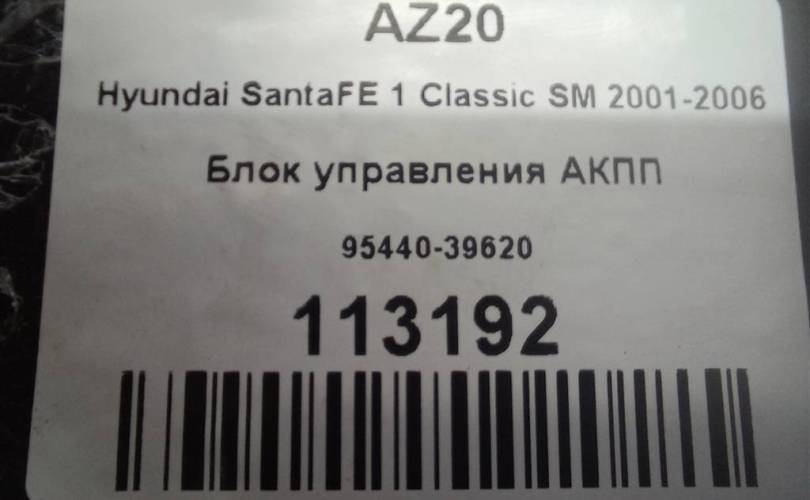 AZ20
Hyundai SantaFE 1 Classic SM 2001-2006
Блок управления АКПП
95440-39620
113192